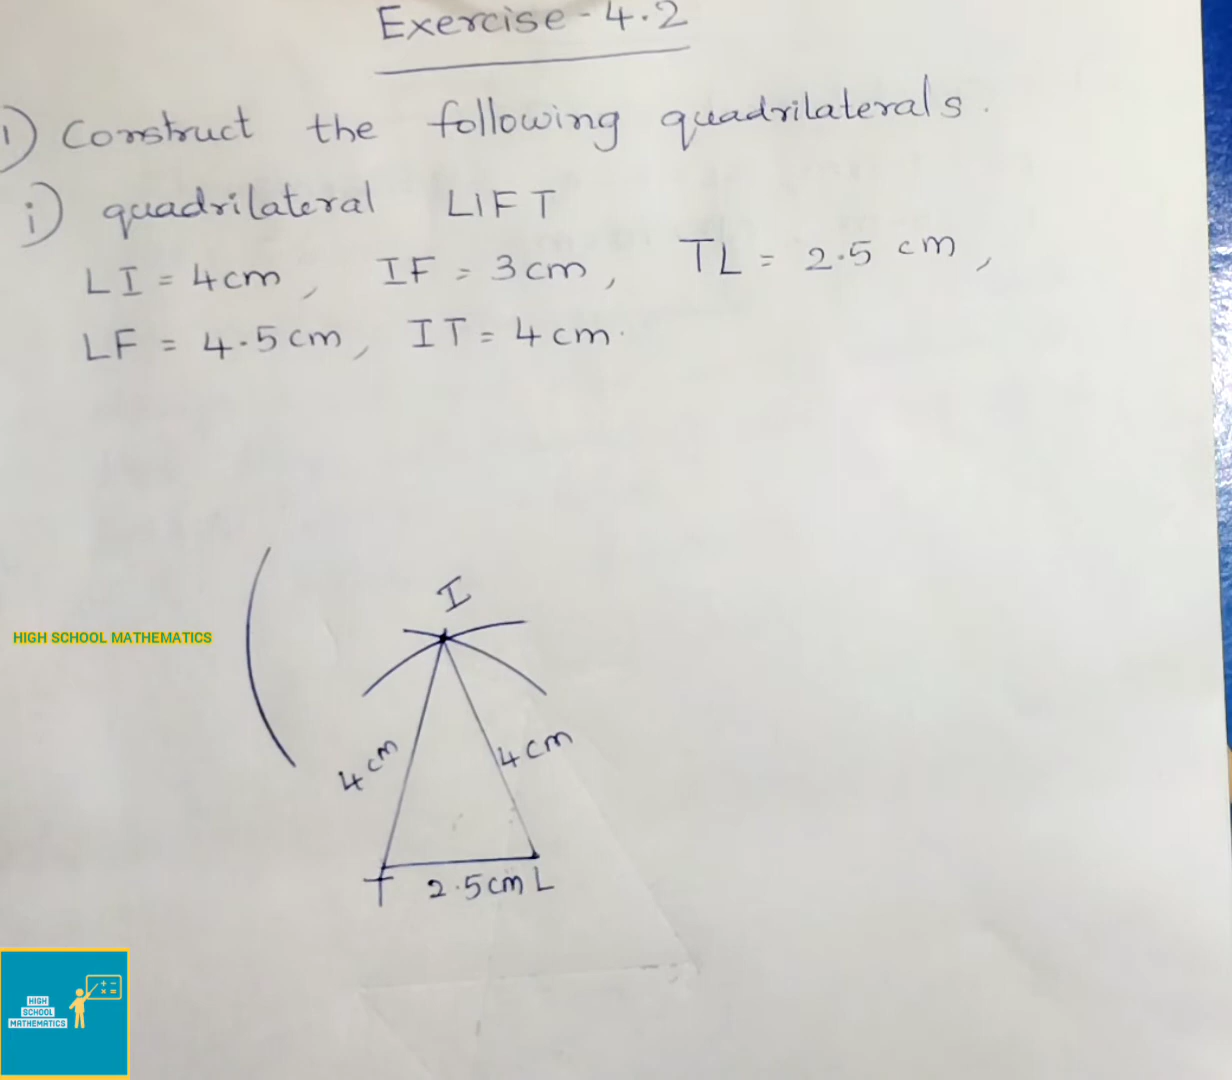 Exercise - 4.2
1) Construct the following quadrilaterals.
i) quadrilateral LIFT
LI = 4cm, IF = 3cm, TL = 2.5 cm,
LF = 4.5cm, IT = 4cm.
I
HIGH SCHOOL MATHEMATICS
4cm 4cm
T 2.5cm L
HIGH
SCHOOL
MATHEMATICS
+ -
× =